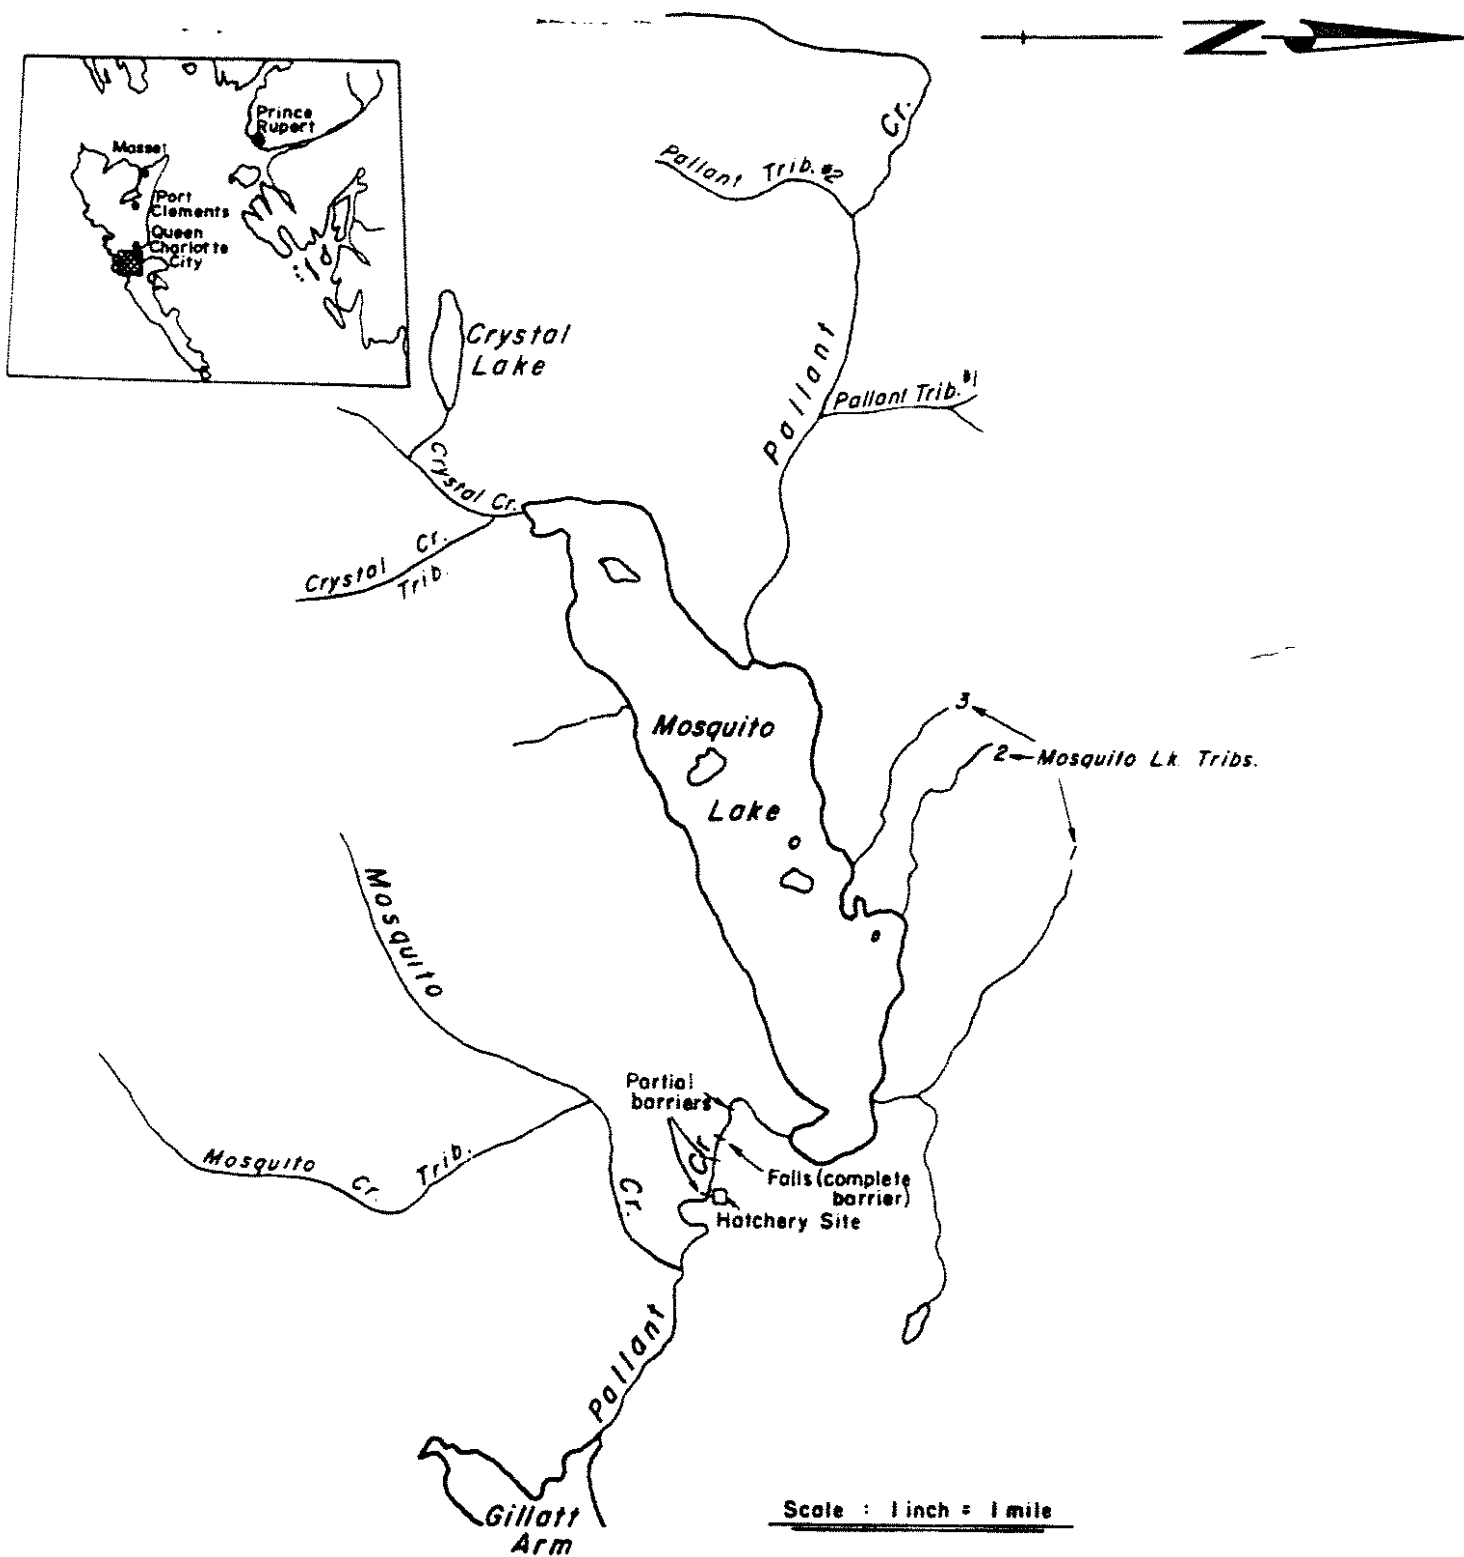 N
Prince
Rupert
Masset
Port
Clements
Queen
Charlotte
City
Cr.
Pallant Trib. #2
Crystal
Lake
Pallant
Pallant Trib. #1
Crystal Cr.
Crystal Cr.
Trib.
Mosquito
Lake
3
2
Mosquito Lk. Tribs.
1
Mosquito
Partial
barriers
Cr.
Mosquito Cr. Trib.
Falls (complete
barrier)
Cr.
Hatchery Site
Pallant
Gillatt
Arm
Scale : 1 inch = 1 mile